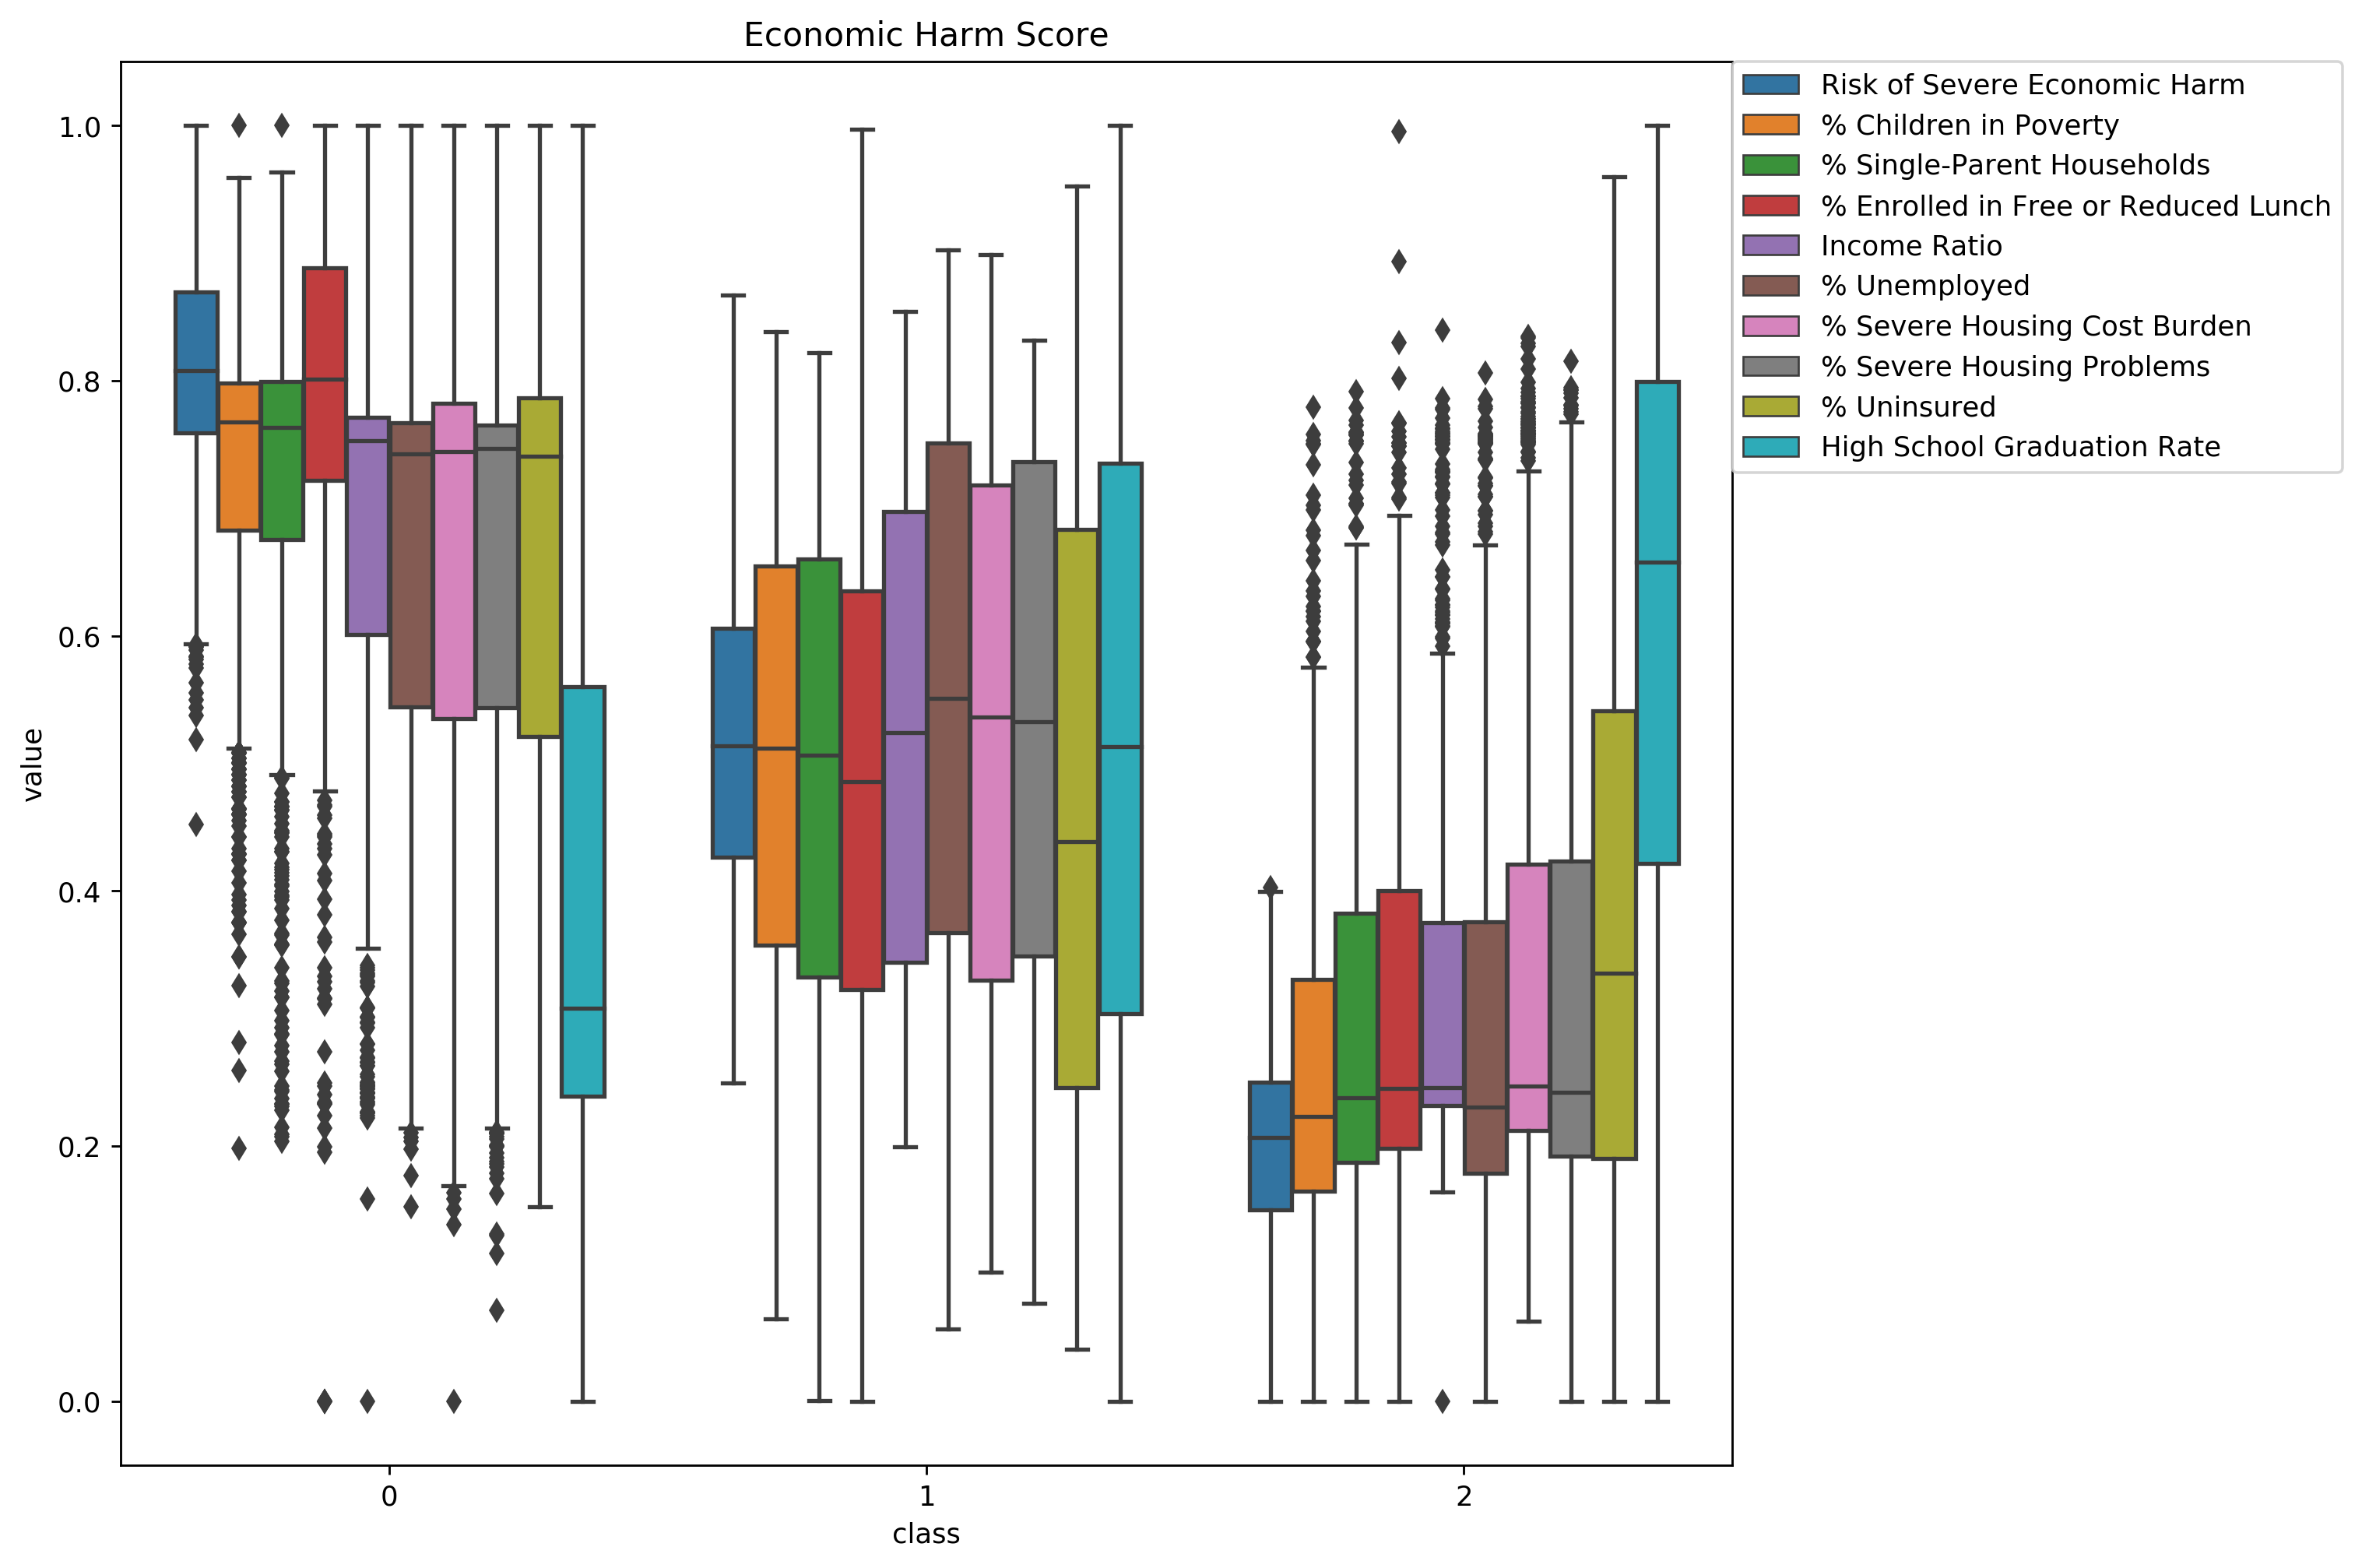 Economic Harm Score
Risk of Severe Economic Harm
% Children in Poverty
% Single-Parent Households
% Enrolled in Free or Reduced Lunch
Income Ratio
% Unemployed
% Severe Housing Cost Burden
% Severe Housing Problems
% Uninsured
High School Graduation Rate
value
1.0
0.8
0.6
0.4
0.2
0.0
0 1 2
class